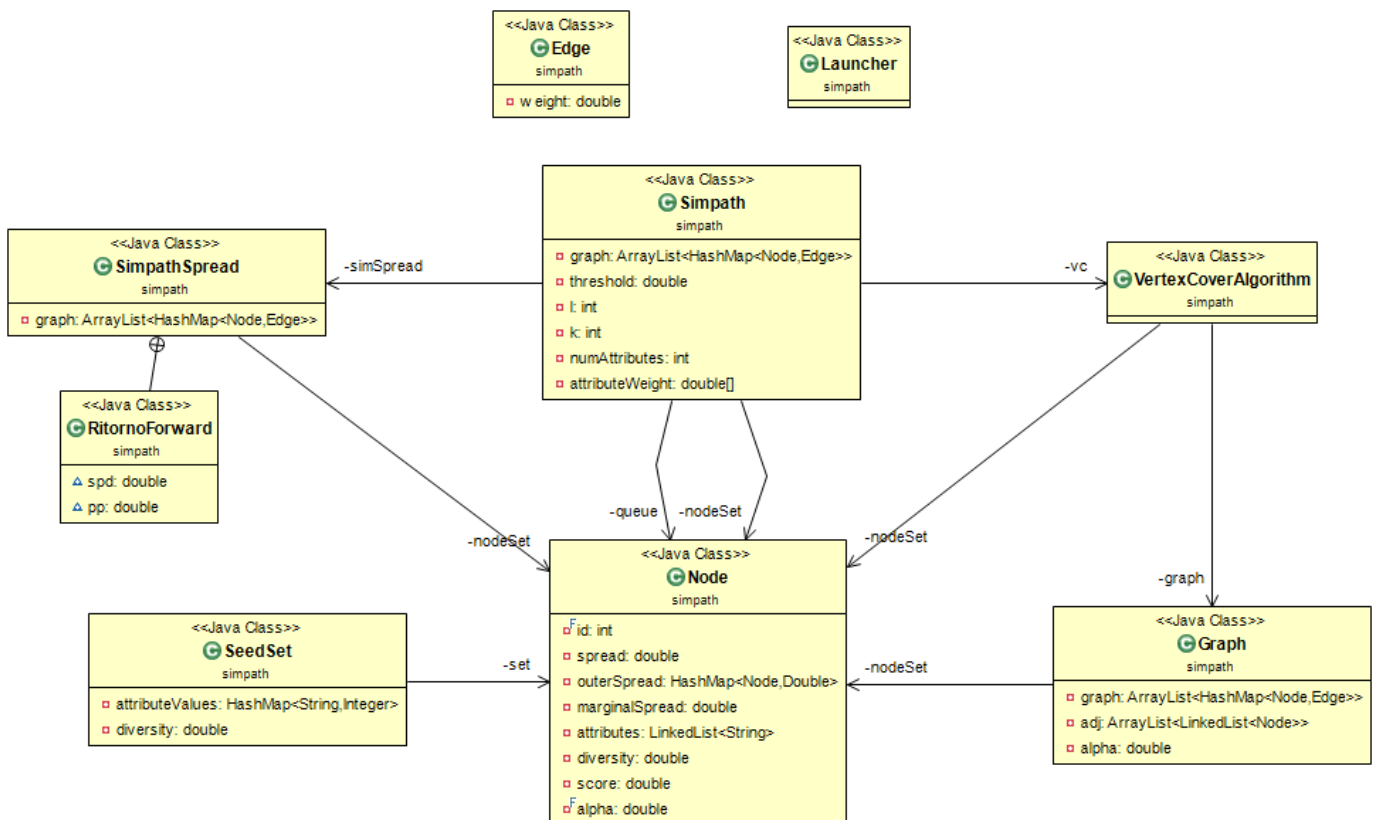 <<Java Class>>
Edge
simpath
w eight: double
<<Java Class>>
Launcher
simpath
<<Java Class>>
Simpath
simpath
graph: ArrayList<HashMap<Node,Edge>>
threshold: double
l: int
k: int
numAttributes: int
attributeWeight: double[]
<<Java Class>>
SimpathSpread
simpath
graph: ArrayList<HashMap<Node,Edge>>
-simSpread
-vc
<<Java Class>>
VertexCoverAlgorithm
simpath
<<Java Class>>
RitornoForward
simpath
spd: double
pp: double
-queue
-nodeSet
-nodeSet
-nodeSet
-graph
<<Java Class>>
Node
simpath
F id: int
spread: double
outerSpread: HashMap<Node,Double>
marginalSpread: double
attributes: LinkedList<String>
diversity: double
score: double
F alpha: double
<<Java Class>>
SeedSet
simpath
attributeValues: HashMap<String,Integer>
diversity: double
-set
-nodeSet
<<Java Class>>
Graph
simpath
graph: ArrayList<HashMap<Node,Edge>>
adj: ArrayList<LinkedList<Node>>
alpha: double